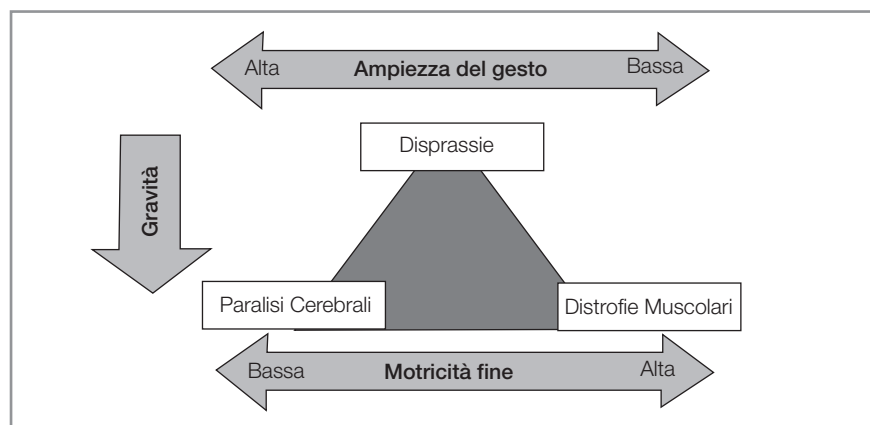 Alta Ampiezza del gesto Bassa
Disprassie
Gravità
Paralisi Cerebrali Distrofie Muscolari
Bassa Motricità fine Alta